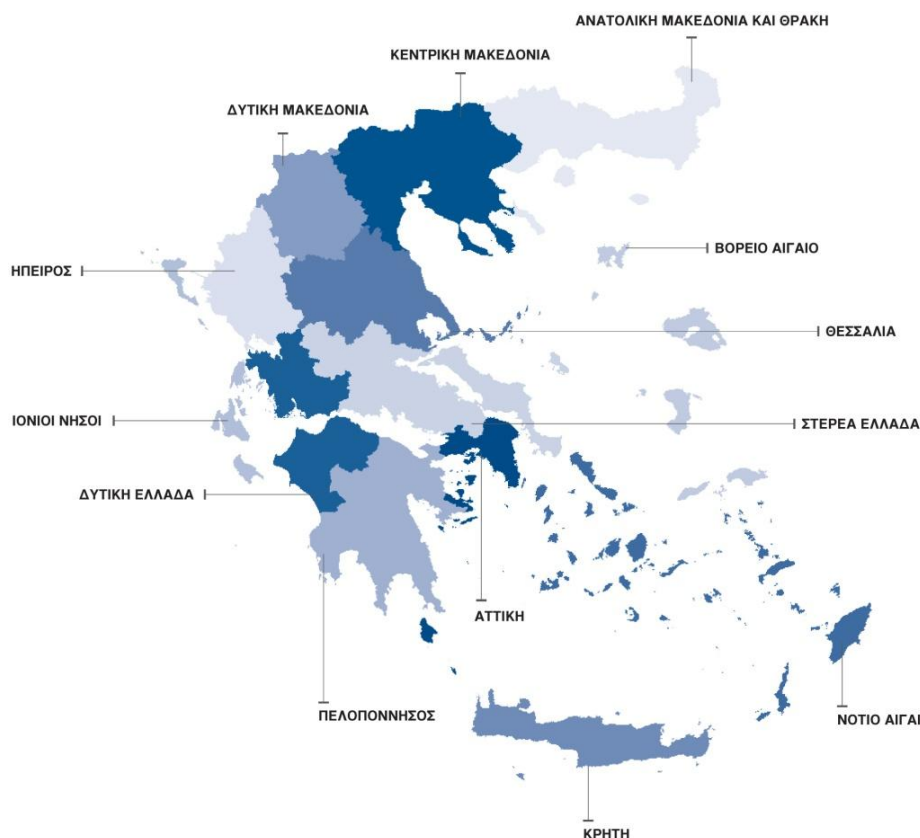 ΑΝΑΤΟΛΙΚΗ ΜΑΚΕΔΟΝΙΑ ΚΑΙ ΘΡΑΚΗ
ΚΕΝΤΡΙΚΗ ΜΑΚΕΔΟΝΙΑ
ΔΥΤΙΚΗ ΜΑΚΕΔΟΝΙΑ
ΒΟΡΕΙΟ ΑΙΓΑΙΟ
ΗΠΕΙΡΟΣ
ΘΕΣΣΑΛΙΑ
ΙΟΝΙΟΙ ΝΗΣΟΙ
ΣΤΕΡΕΑ ΕΛΛΑΔΑ
ΔΥΤΙΚΗ ΕΛΛΑΔΑ
ΑΤΤΙΚΗ
ΠΕΛΟΠΟΝΝΗΣΟΣ
ΝΟΤΙΟ ΑΙΓΑΙ
ΚΡΗΤΗ